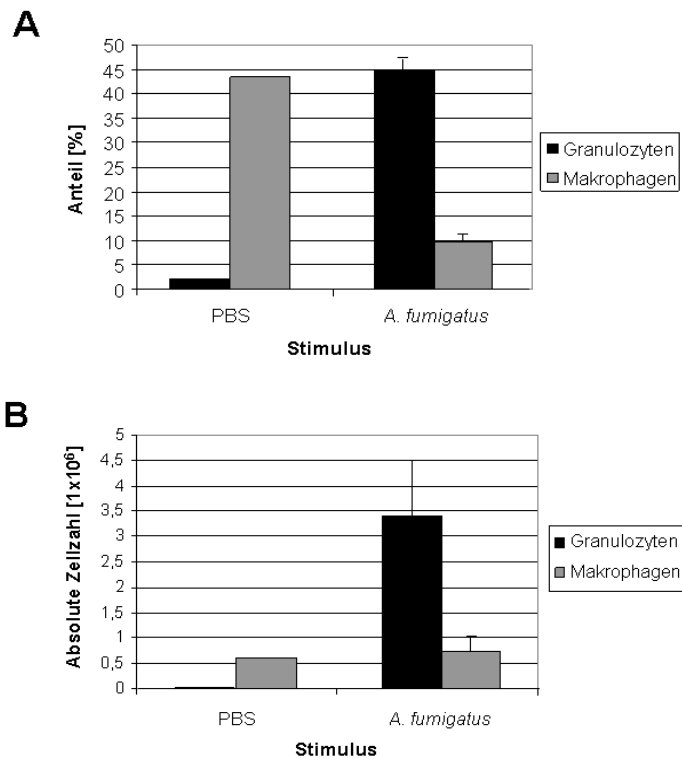 A
50
45
40
35
30
25
20
15
10
5
0
Anteil [%]
PBS
A. fumigatus
Stimulus
Granulozyten
Makrophagen
B
5
4,5
4
3,5
3
2,5
2
1,5
1
0,5
0
Absolute Zellzahl [1x10⁶]
PBS
A. fumigatus
Stimulus
Granulozyten
Makrophagen